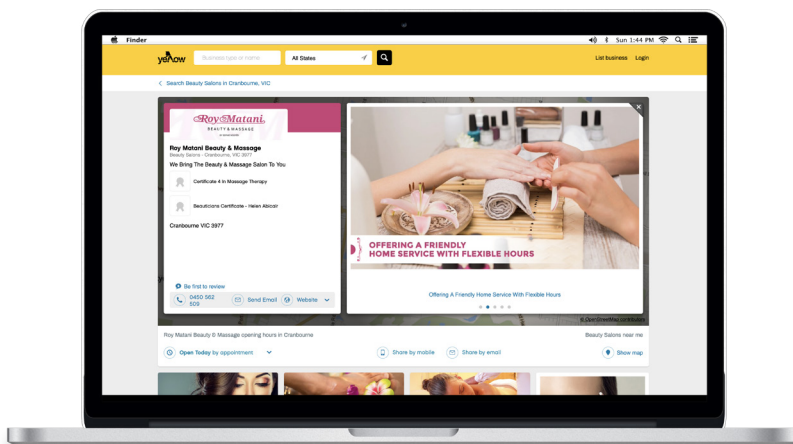 Finder
Sun 1:44 PM
yellow
Business type or name
All States
List business
Login
Search Beauty Salons in Cranbourne, VIC
Roy Matani
BEAUTY & MASSAGE
Roy Matani Beauty & Massage
Beauty Salons - Cranbourne, VIC 3977
We Bring The Beauty & Massage Salon To You
Certificate 4 in Massage Therapy
Beauticians Certificate - Helen Abicair
Cranbourne VIC 3977
Be first to review
0450 562
509
Send Email
Website
OFFERING A FRIENDLY
HOME SERVICE WITH FLEXIBLE HOURS
Offering A Friendly Home Service With Flexible Hours
© OpenStreetMap contributors
Roy Matani Beauty & Massage opening hours in Cranbourne
Beauty Salons near me
Open Today by appointment
Share by mobile
Share by email
Show map